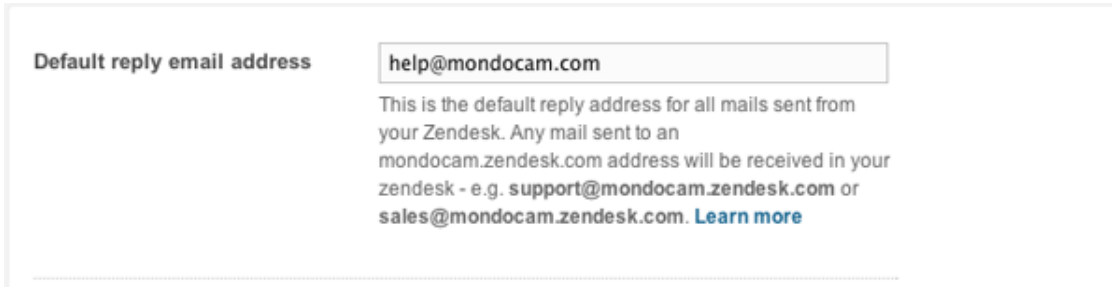 Default reply email address
help@mondocam.com
This is the default reply address for all mails sent from
your Zendesk. Any mail sent to an
mondocam.zendesk.com address will be received in your
zendesk - e.g. support@mondocam.zendesk.com or
sales@mondocam.zendesk.com. Learn more